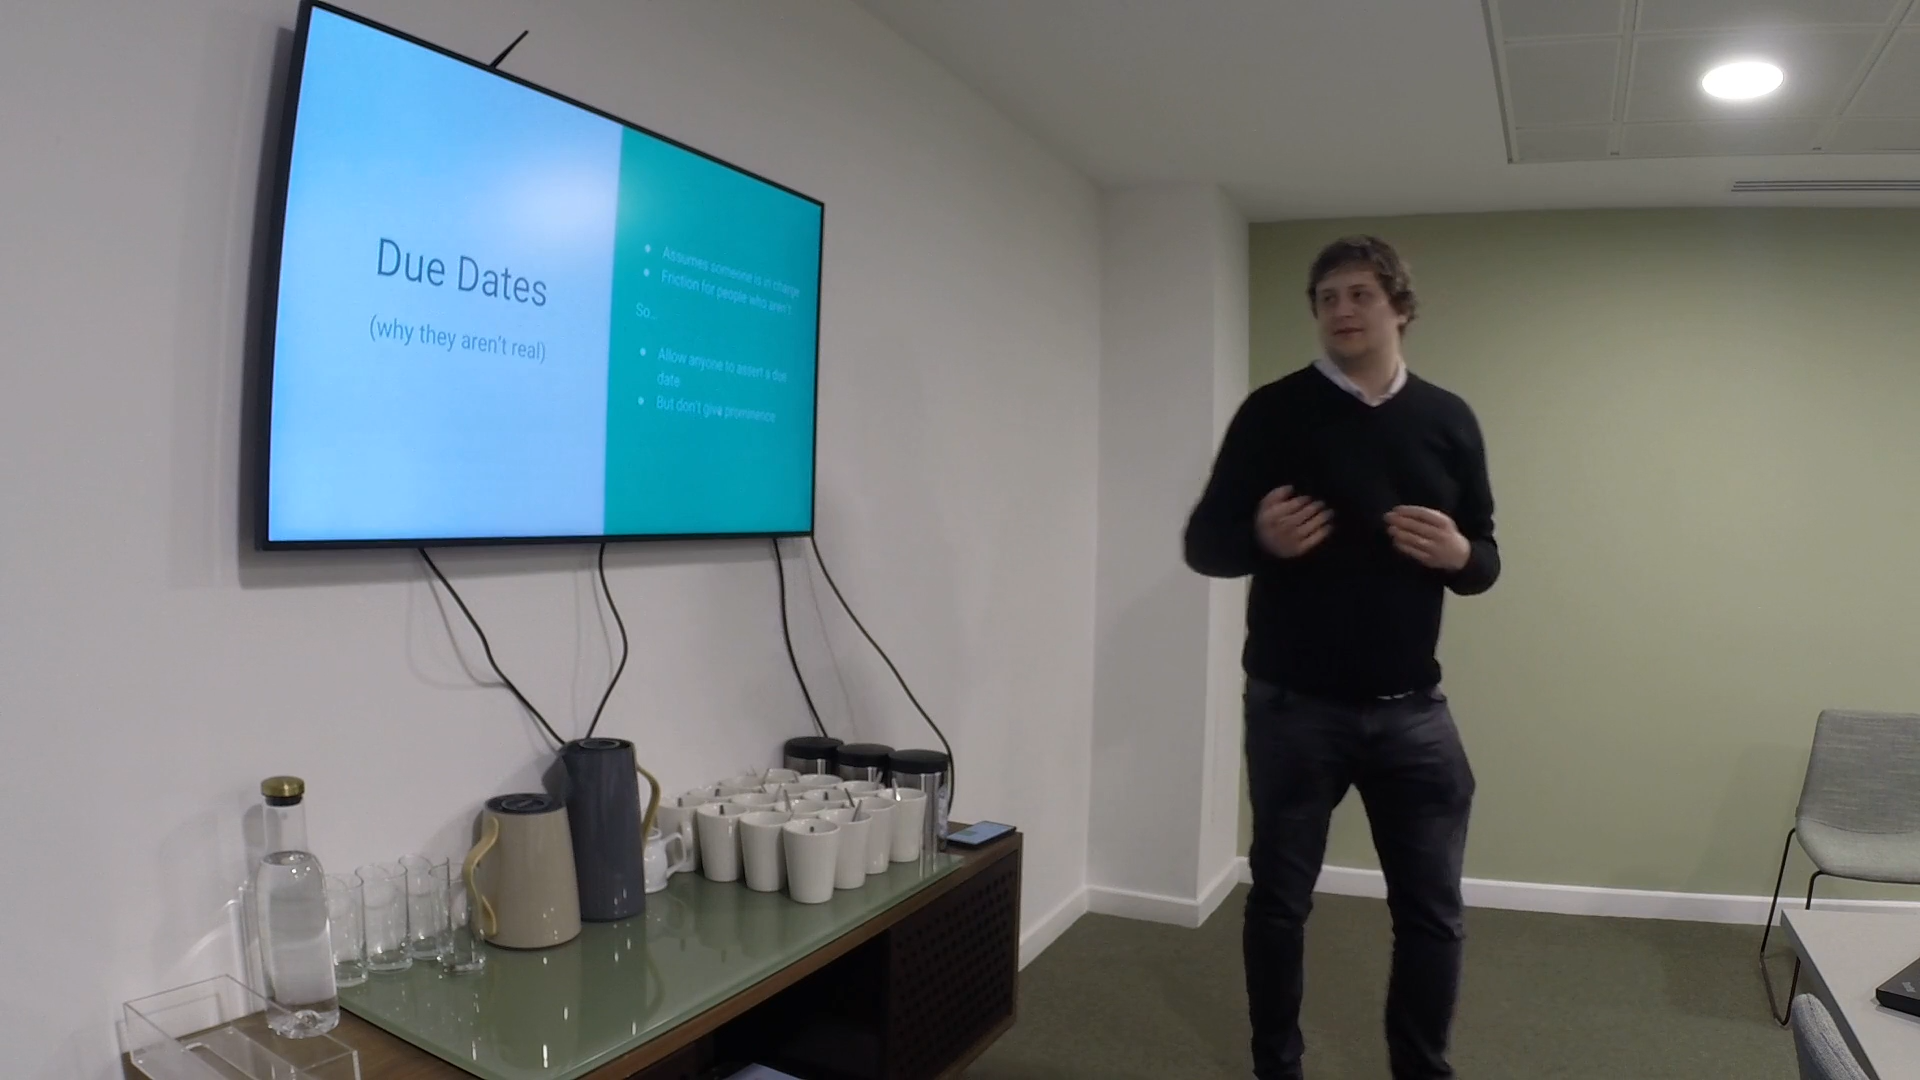 Due Dates
(why they aren't real)
Assumes someone is in charge
Friction for people who aren't
So...
Allow anyone to assert a due
date
But don't give prominence